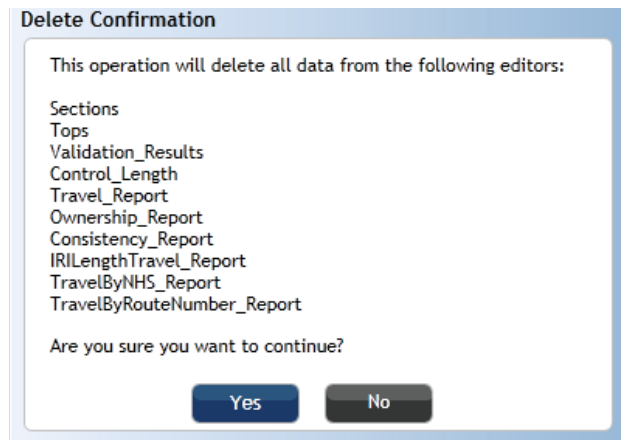 Delete Confirmation
This operation will delete all data from the following editors:
Sections
Tops
Validation_Results
Control_Length
Travel_Report
Ownership_Report
Consistency_Report
IRILengthTravel_Report
TravelByNHS_Report
TravelByRouteNumber_Report
Are you sure you want to continue?
Yes No